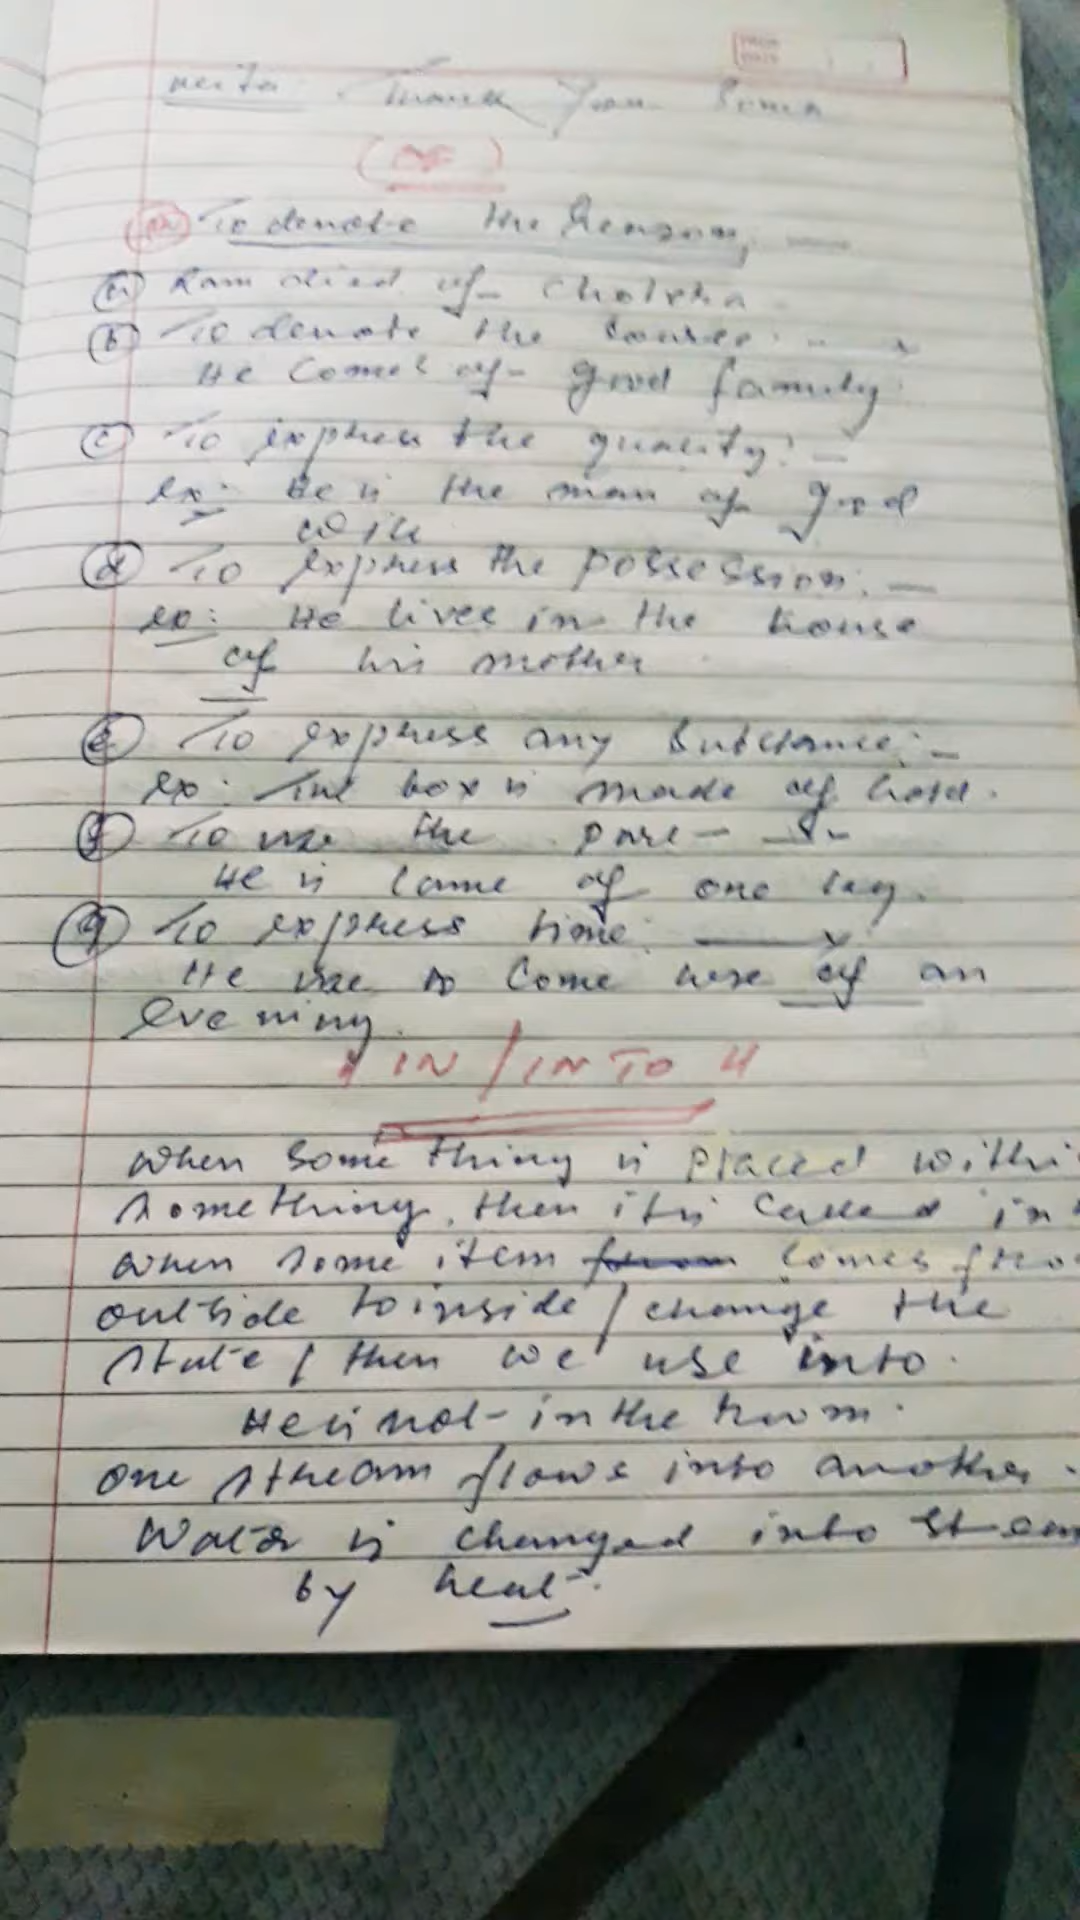 Thank You
(OF)
To denote the Reason,
(a) Ram died of Cholera
(b) To denote the source:
He Comes of good family
(c) To express the quality:
ex: He is the man of good
will
(d) To express the possession:
ex: He lives in the house
of his mother
(e) To express any Substance:
ex: The box is made of Gold.
(f) To use the part
He is lame of one leg.
(g) To express time:
He use to Come here of an
evening.
IN / INTO
When some thing is placed
something, then it is Called
when some item from comes
outside to inside / change the
state / then we use into.
He is not in the room.
One stream flows into another.
Water is changed into
by heat.